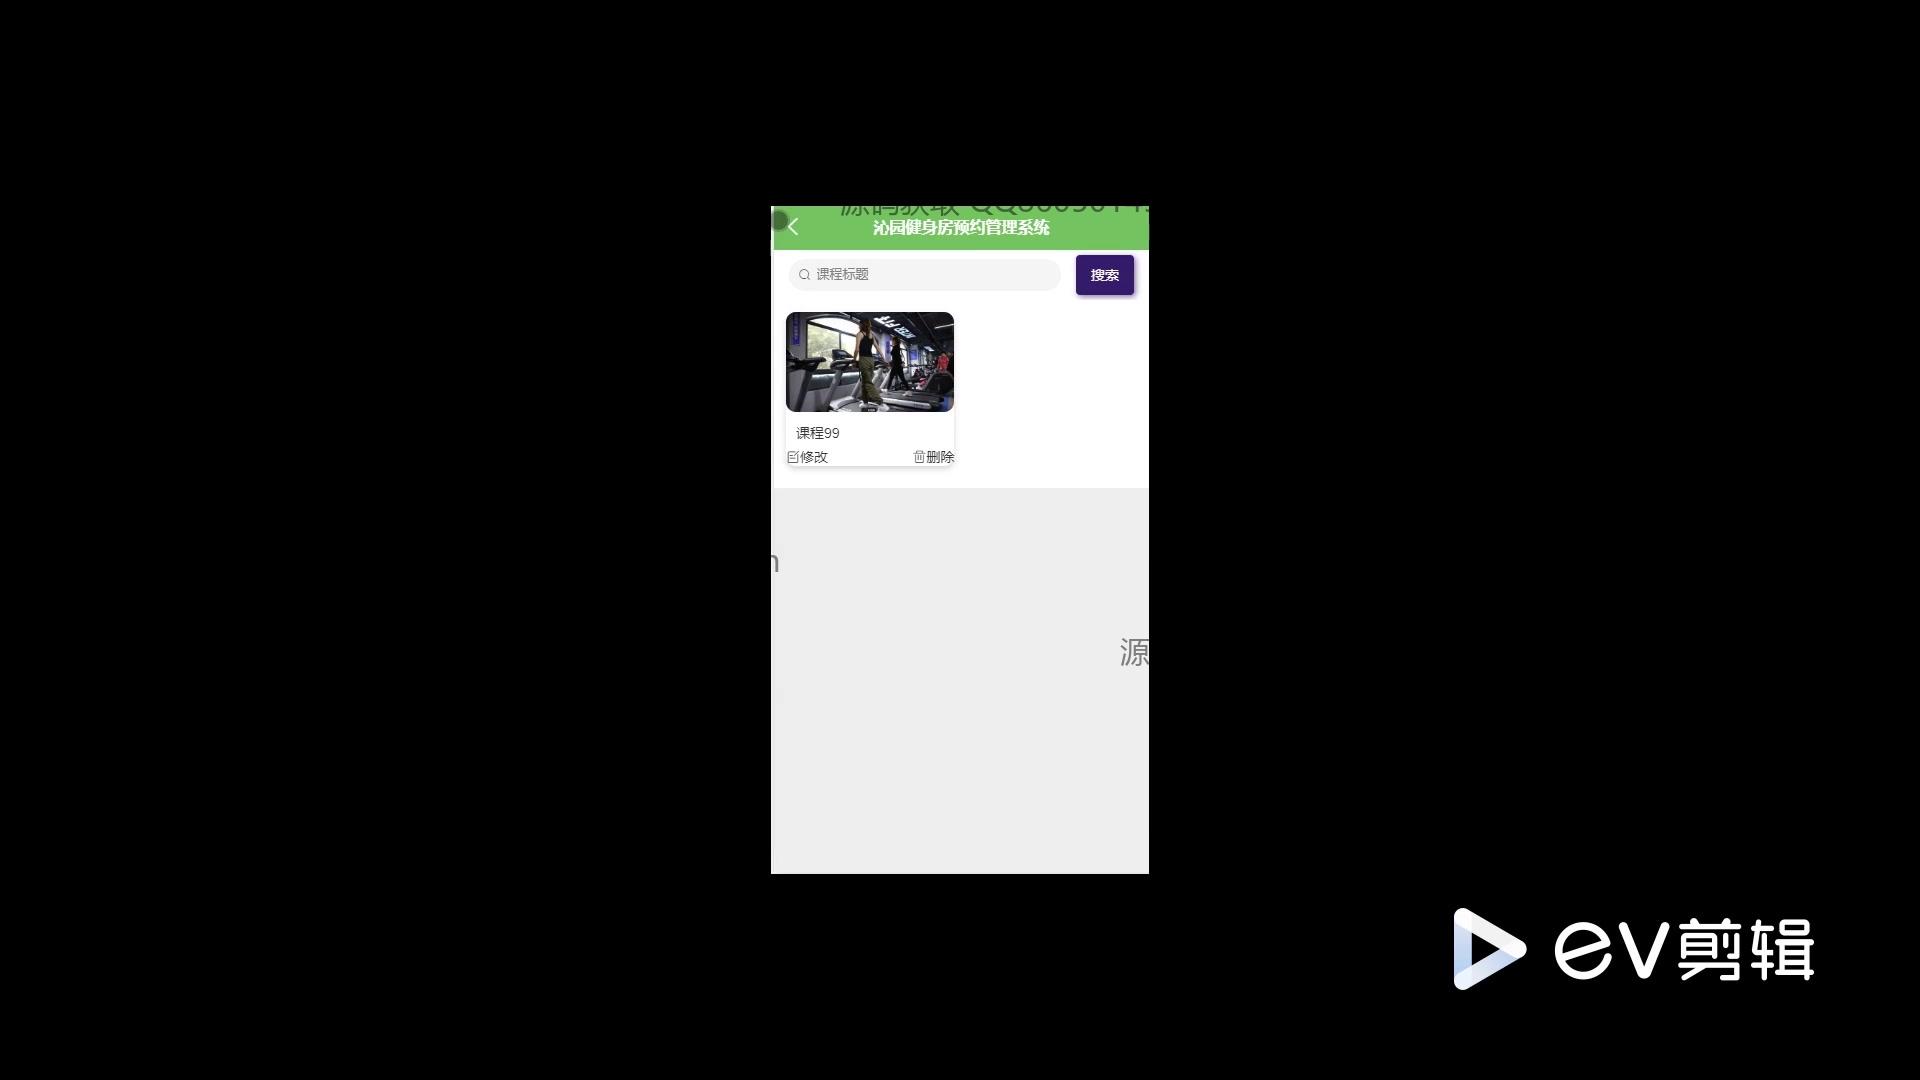 沁园健身房预约管理系统
课程标题
搜索
课程99
修改
删除
源
ev剪辑